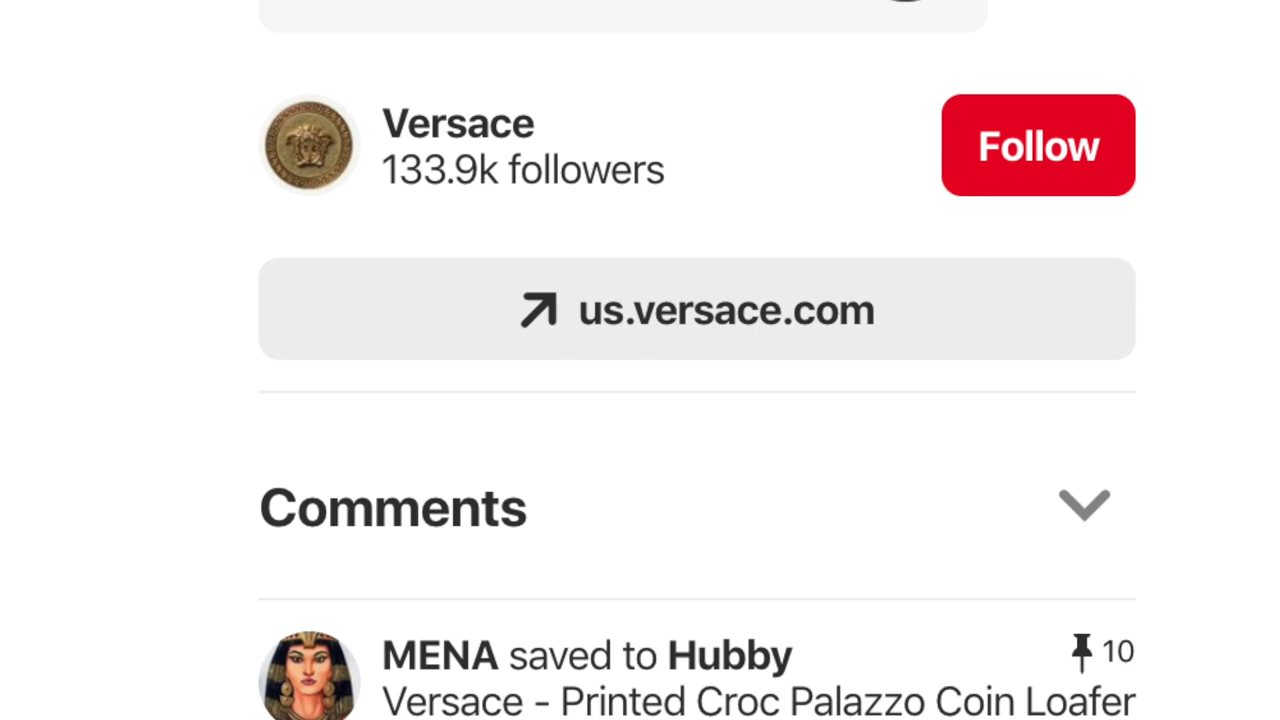 Versace
133.9k followers
Follow
us.versace.com
Comments
MENA saved to Hubby
10
Versace - Printed Croc Palazzo Coin Loafer